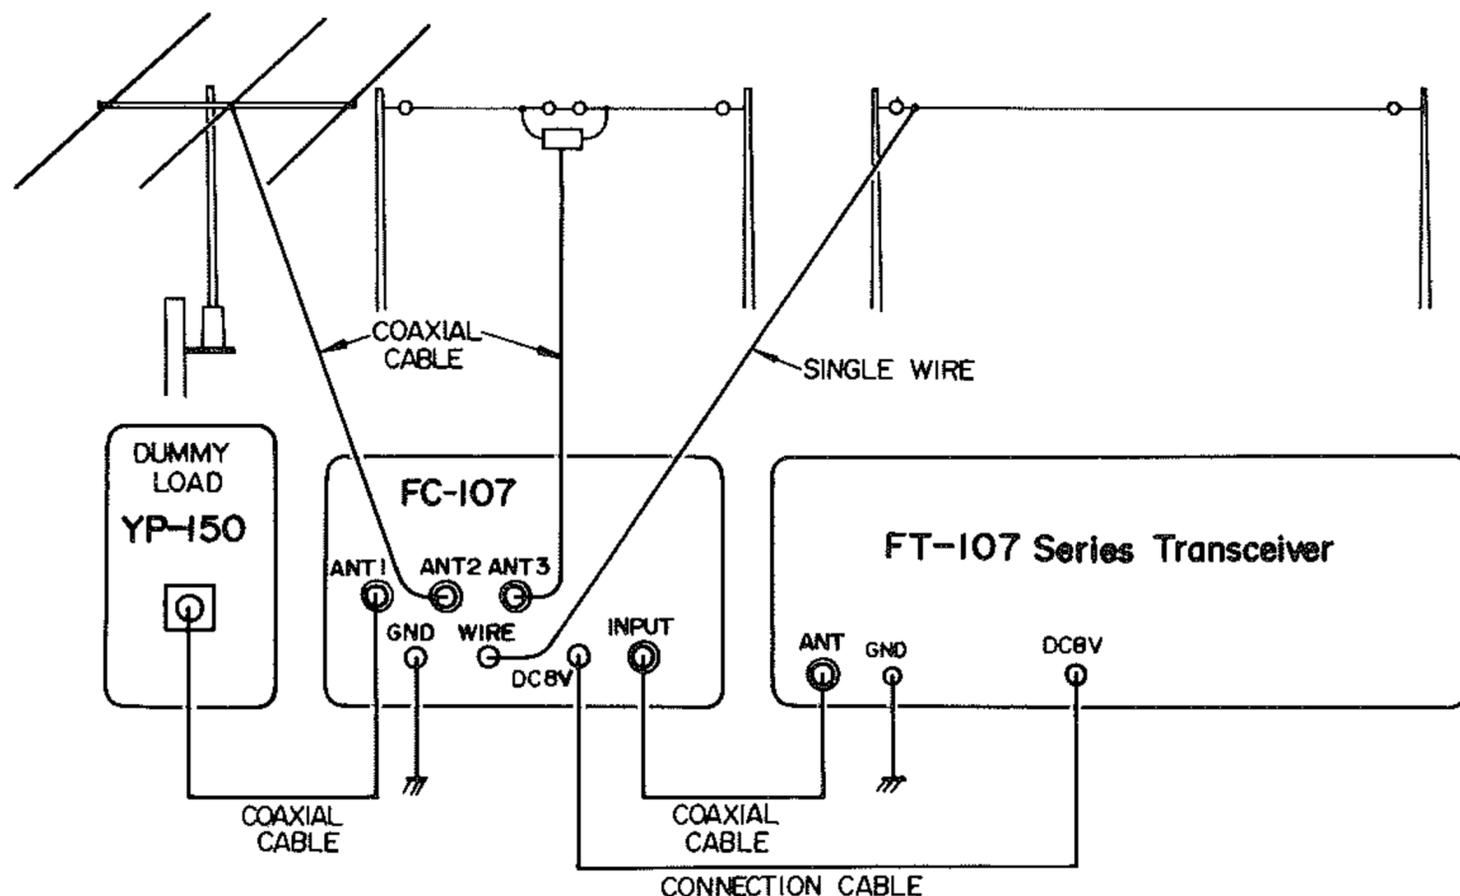 COAXIAL
CABLE
SINGLE WIRE
DUMMY
LOAD
YP-150
FC-107
ANT1
ANT2
ANT3
GND
WIRE
DC8V
INPUT
FT-107 Series Transceiver
ANT
GND
DC8V
COAXIAL
CABLE
COAXIAL
CABLE
CONNECTION CABLE